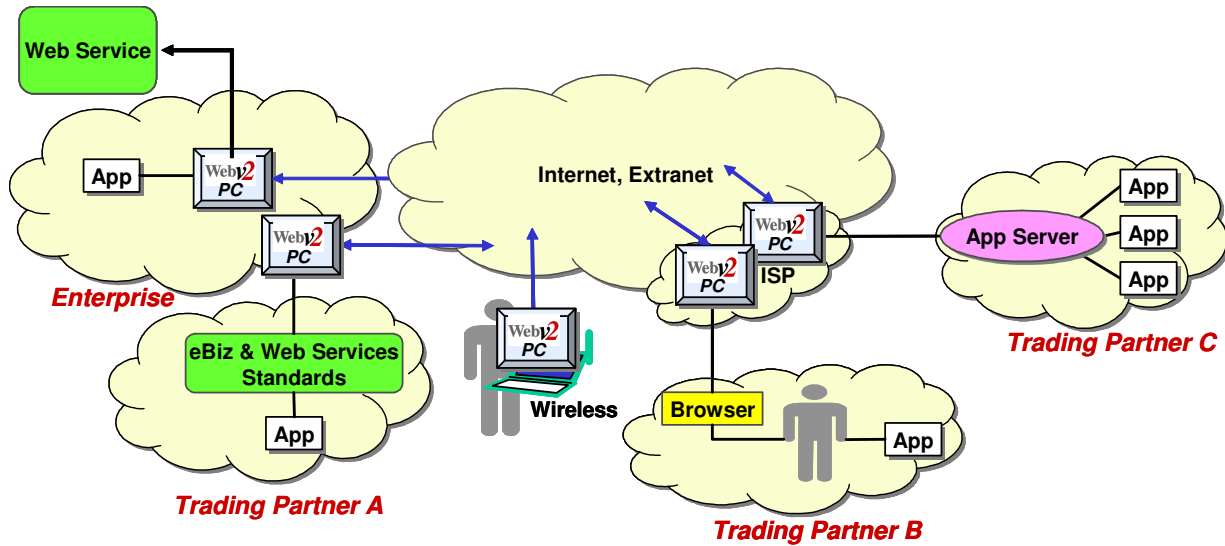 Web Service
App
Webv2
PC
Webv2
PC
Enterprise
eBiz & Web Services
Standards
App
Trading Partner A
Internet, Extranet
Webv2
PC
Wireless
Webv2
PC
Webv2
PC
ISP
Browser
App
Trading Partner B
App Server
App
App
App
Trading Partner C